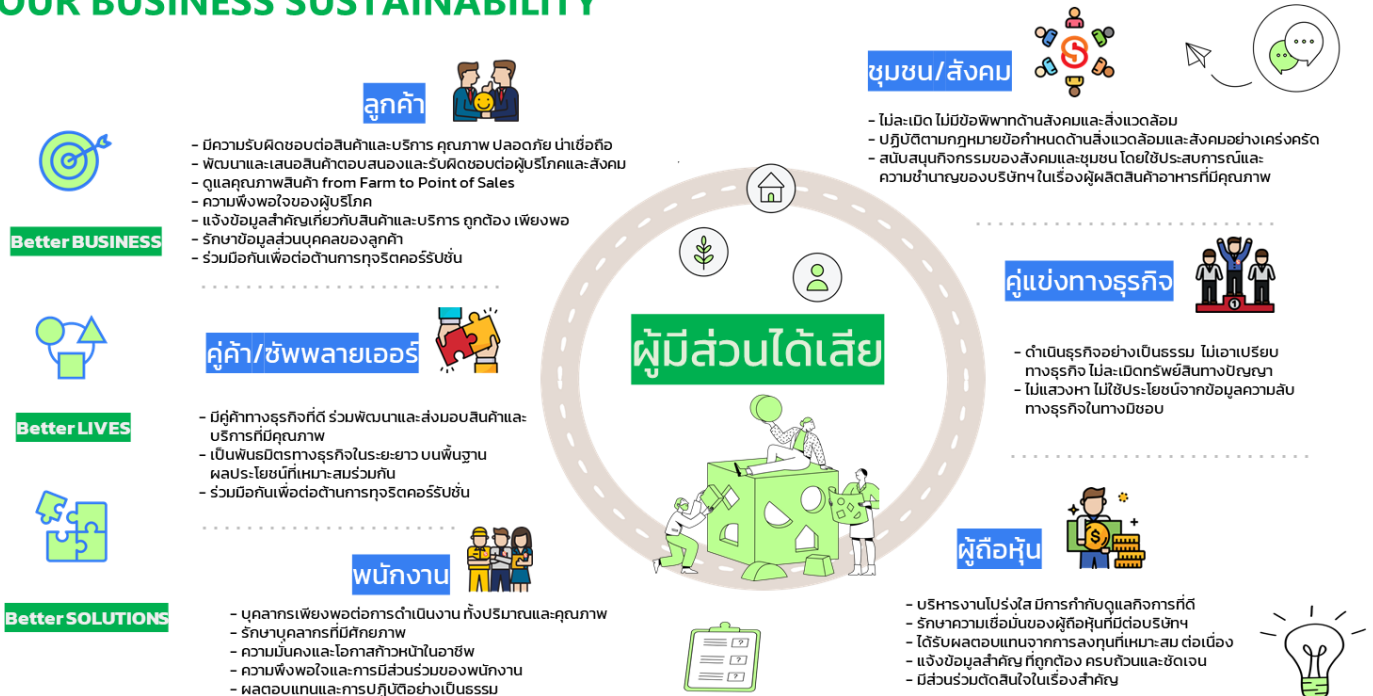 OUR BUSINESS SUSTAINABILITY
Better BUSINESS
Better LIVES
Better SOLUTIONS
ลูกค้า
- มีความรับผิดชอบต่อสินค้าและบริการ คุณภาพ ปลอดภัย น่าเชื่อถือ
- พัฒนาและเสนอสินค้าตอบสนองและรับผิดชอบต่อผู้บริโภคและสังคม
- ดูแลคุณภาพสินค้า from Farm to Point of Sales
- ความพึงพอใจของผู้บริโภค
- แจ้งข้อมูลสำคัญเกี่ยวกับสินค้าและบริการ ถูกต้อง เพียงพอ
- รักษาข้อมูลส่วนบุคคลของลูกค้า
- ร่วมมือกันเพื่อต่อต้านการทุจริตคอร์รัปชั่น
คู่ค้า/ซัพพลายเออร์
- มีคู่ค้าทางธุรกิจที่ดี ร่วมพัฒนาและส่งมอบสินค้าและ
บริการที่มีคุณภาพ
- เป็นพันธมิตรทางธุรกิจในระยะยาว บนพื้นฐาน
ผลประโยชน์ที่เหมาะสมร่วมกัน
- ร่วมมือกันเพื่อต่อต้านการทุจริตคอร์รัปชั่น
พนักงาน
- บุคลากรเพียงพอต่อการดำเนินงาน ทั้งปริมาณและคุณภาพ
- รักษาบุคลากรที่มีศักยภาพ
- ความมั่นคงและโอกาสก้าวหน้าในอาชีพ
- ความพึงพอใจและการมีส่วนร่วมของพนักงาน
- ผลตอบแทนและการปฏิบัติอย่างเป็นธรรม
ผู้มีส่วนได้เสีย
ชุมชน/สังคม
S
- ไม่ละเมิด ไม่มีข้อพิพาทด้านสังคมและสิ่งแวดล้อม
- ปฏิบัติตามกฎหมายข้อกำหนดด้านสิ่งแวดล้อมและสังคมอย่างเคร่งครัด
- สนับสนุนกิจกรรมของสังคมและชุมชน โดยใช้ประสบการณ์และ
ความชำนาญของบริษัทฯ ในเรื่องผู้ผลิตสินค้าอาหารที่มีคุณภาพ
คู่แข่งทางธุรกิจ
1
- ดำเนินธุรกิจอย่างเป็นธรรม ไม่เอาเปรียบ
ทางธุรกิจ ไม่ละเมิดทรัพย์สินทางปัญญา
- ไม่แสวงหา ไม่ใช้ประโยชน์จากข้อมูลความลับ
ทางธุรกิจในทางมิชอบ
ผู้ถือหุ้น
$
- บริหารงานโปร่งใส มีการกำกับดูแลกิจการที่ดี
- รักษาความเชื่อมั่นของผู้ถือหุ้นที่มีต่อบริษัทฯ
- ได้รับผลตอบแทนจากการลงทุนที่เหมาะสม ต่อเนื่อง
- แจ้งข้อมูลสำคัญ ที่ถูกต้อง ครบถ้วนและชัดเจน
- มีส่วนร่วมตัดสินใจในเรื่องสำคัญ
?
?
?